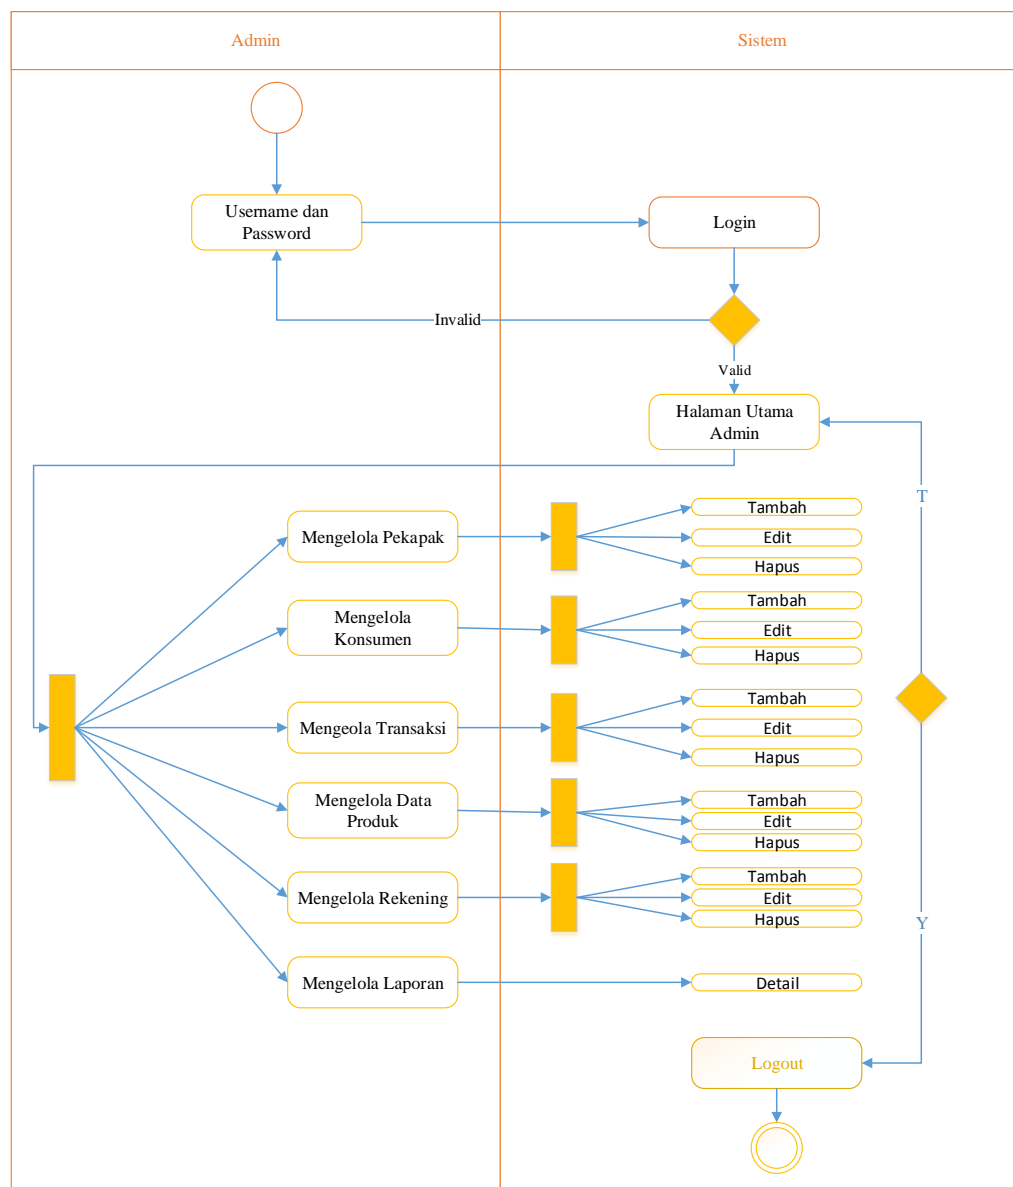 Admin
Sistem
Username dan
Password
Login
Invalid
Valid
Halaman Utama
Admin
T
Mengelola Pekapak
Tambah
Edit
Hapus
Mengelola
Konsumen
Tambah
Edit
Hapus
Mengeola Transaksi
Tambah
Edit
Hapus
Mengelola Data
Produk
Tambah
Edit
Hapus
Mengelola Rekening
Tambah
Edit
Hapus
Y
Mengelola Laporan
Detail
Logout